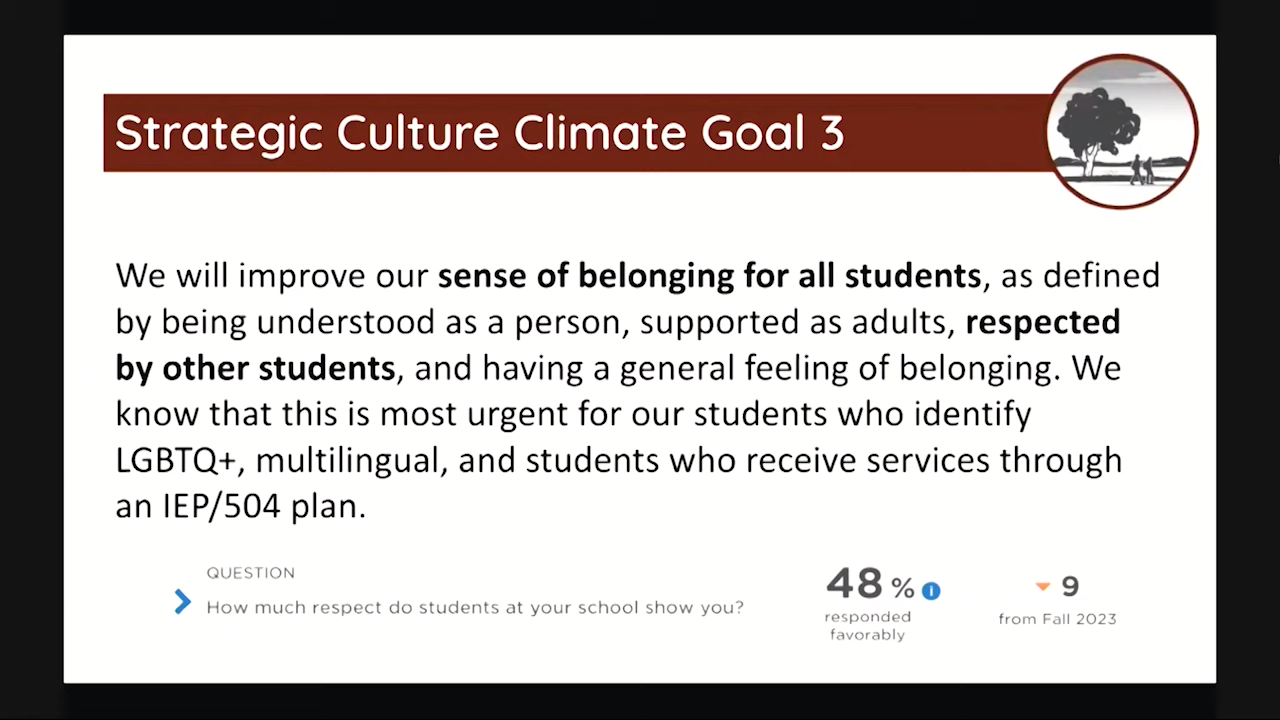 Strategic Culture Climate Goal 3
We will improve our sense of belonging for all students, as defined
by being understood as a person, supported as adults, respected
by other students, and having a general feeling of belonging. We
know that this is most urgent for our students who identify
LGBTQ+, multilingual, and students who receive services through
an IEP/504 plan.
QUESTION
How much respect do students at your school show you?
48 %
responded
favorably
9
from Fall 2023